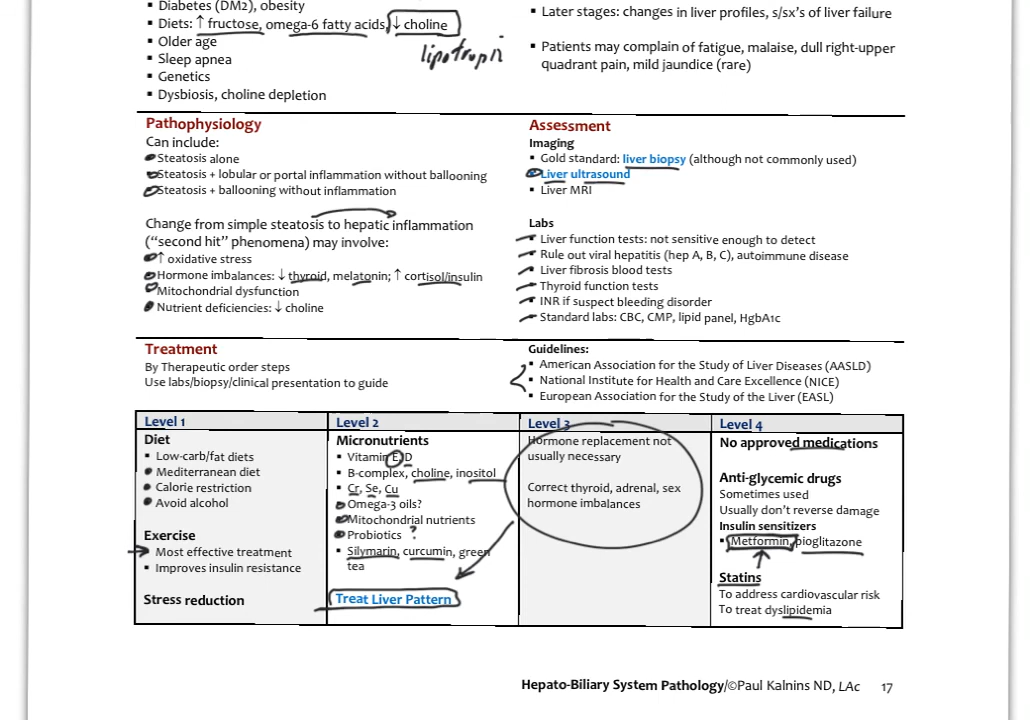 ▪ Diabetes (DM2), obesity
▪ Diets: ↑ fructose, omega-6 fatty acids, ↓ choline
▪ Older age
▪ Sleep apnea
▪ Genetics
▪ Dysbiosis, choline depletion
▪ Later stages: changes in liver profiles, s/sx's of liver failure
▪ Patients may complain of fatigue, malaise, dull right-upper
quadrant pain, mild jaundice (rare)
Pathophysiology
Can include:
Steatosis alone
Steatosis + lobular or portal inflammation without ballooning
Steatosis + ballooning without inflammation
Change from simple steatosis to hepatic inflammation
("second hit" phenomena) may involve:
↑ oxidative stress
Hormone imbalances: ↓ thyroid, melatonin; ↑ cortisol/insulin
Mitochondrial dysfunction
Nutrient deficiencies: ↓ choline
Assessment
Imaging
▪ Gold standard: liver biopsy (although not commonly used)
Liver ultrasound
▪ Liver MRI
Labs
▪ Liver function tests: not sensitive enough to detect
▪ Rule out viral hepatitis (hep A, B, C), autoimmune disease
▪ Liver fibrosis blood tests
▪ Thyroid function tests
▪ INR if suspect bleeding disorder
▪ Standard labs: CBC, CMP, lipid panel, HgbA1c
Treatment
By Therapeutic order steps
Use labs/biopsy/clinical presentation to guide
Guidelines:
▪ American Association for the Study of Liver Diseases (AASLD)
▪ National Institute for Health and Care Excellence (NICE)
▪ European Association for the Study of the Liver (EASL)
Level 1
Diet
▪ Low-carb/fat diets
▪ Mediterranean diet
▪ Calorie restriction
▪ Avoid alcohol
Exercise
▪ Most effective treatment
▪ Improves insulin resistance
Stress reduction
Level 2
Micronutrients
▪ Vitamin E, D
▪ B-complex, choline, inositol
▪ Cr, Se, Cu
Omega-3 oils?
Mitochondrial nutrients
Probiotics ?
▪ Silymarin, curcumin, green
tea
Treat Liver Pattern
Level 3
Hormone replacement not
usually necessary
Correct thyroid, adrenal, sex
hormone imbalances
Level 4
No approved medications
Anti-glycemic drugs
Sometimes used
Usually don't reverse damage
Insulin sensitizers
▪ Metformin, pioglitazone
Statins
To address cardiovascular risk
To treat dyslipidemia
Hepato-Biliary System Pathology/©Paul Kalnins ND, LAc 17